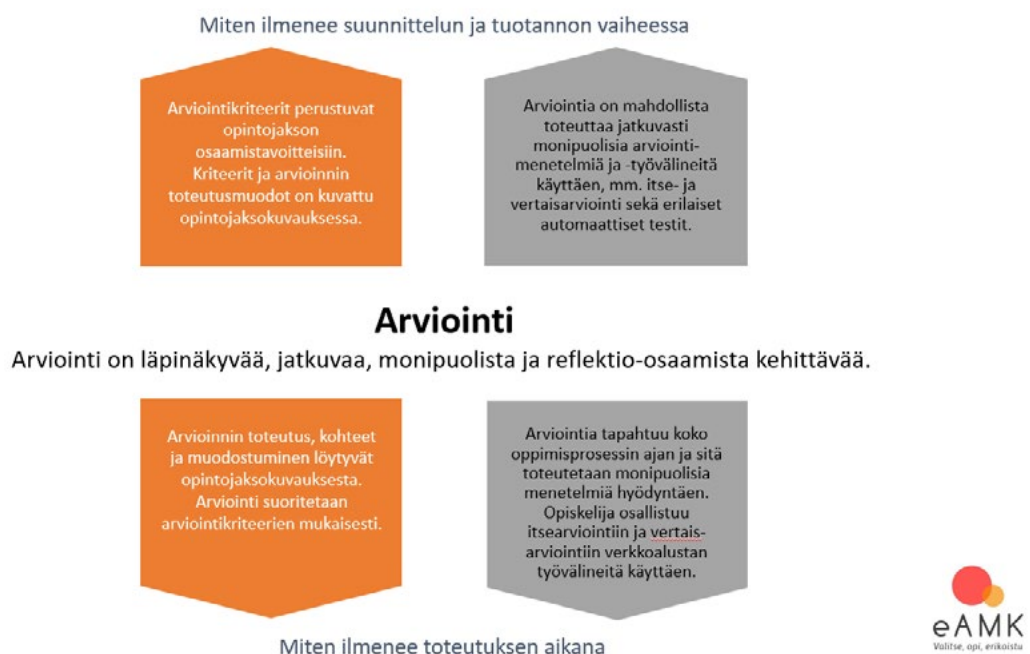 Miten ilmenee suunnittelun ja tuotannon vaiheessa
Arviointikriteerit perustuvat
opintojakson
osaamistavoitteisiin.
Kriteerit ja arvioinnin
toteutusmuodot on kuvattu
opintojaksokuvauksessa.
Arviointia on mahdollista
toteuttaa jatkuvasti
monipuolisia arviointi-
menetelmiä ja -työvälineitä
käyttäen, mm. itse- ja
vertaisarviointi sekä erilaiset
automaattiset testit.
Arviointi
Arviointi on läpinäkyvää, jatkuvaa, monipuolista ja reflektio-osaamista kehittävää.
Arvioinnin toteutus, kohteet
ja muodostuminen löytyvät
opintojaksokuvauksesta.
Arviointi suoritetaan
arviointikriteerien mukaisesti.
Arviointia tapahtuu koko
oppimisprosessin ajan ja sitä
toteutetaan monipuolisia
menetelmiä hyödyntäen.
Opiskelija osallistuu
itsearviointiin ja vertais-
arviointiin verkkoalustan
työvälineitä käyttäen.
Miten ilmenee toteutuksen aikana
eAMK
Valitse, opi, erikoistu